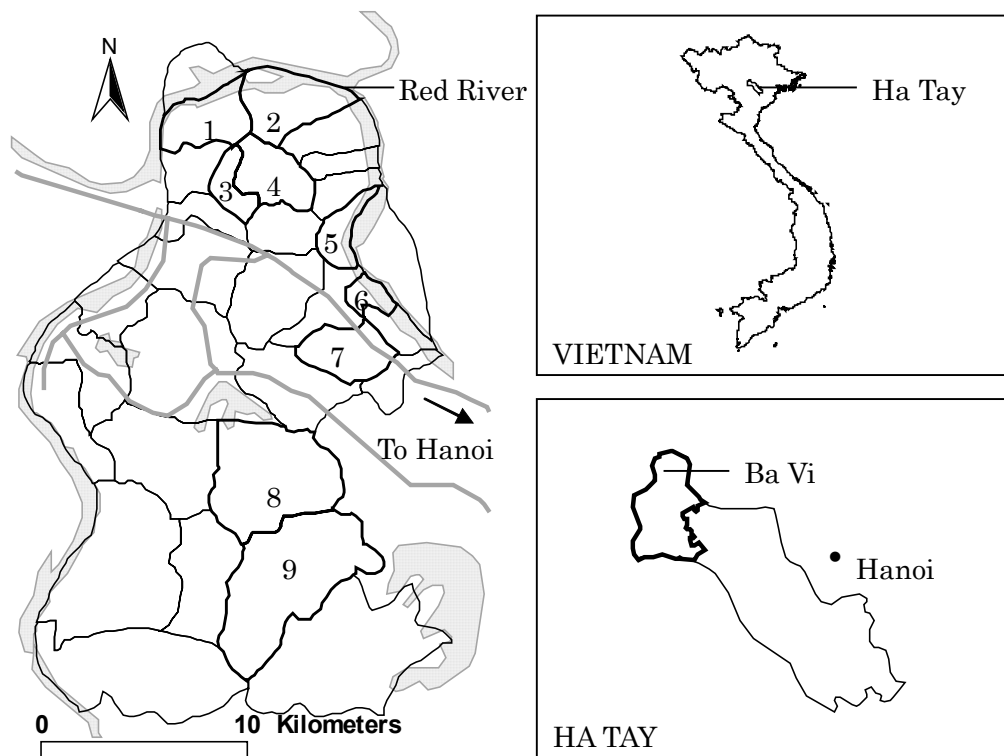 N
Red River
1
2
3
4
5
6
7
To Hanoi
8
9
0 10 Kilometers
Ha Tay
VIETNAM
Ba Vi
Hanoi
HA TAY